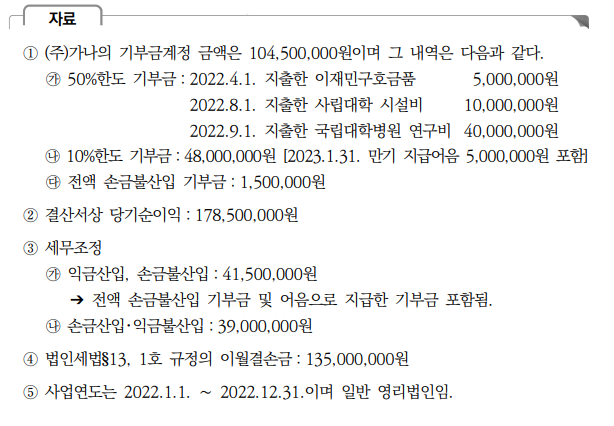 자료
① (주)가나의 기부금계정 금액은 104,500,000원이며 그 내역은 다음과 같다.
㉮ 50%한도 기부금 : 2022.4.1. 지출한 이재민구호금품 5,000,000원
2022.8.1. 지출한 사립대학 시설비 10,000,000원
2022.9.1. 지출한 국립대학병원 연구비 40,000,000원
㉯ 10%한도 기부금 : 48,000,000원 [2023.1.31. 만기 지급어음 5,000,000원 포함]
㉰ 전액 손금불산입 기부금 : 1,500,000원
② 결산서상 당기순이익 : 178,500,000원
③ 세무조정
㉮ 익금산입, 손금불산입 : 41,500,000원
➔ 전액 손금불산입 기부금 및 어음으로 지급한 기부금 포함됨.
㉯ 손금산입·익금불산입 : 39,000,000원
④ 법인세법§13, 1호 규정의 이월결손금 : 135,000,000원
⑤ 사업연도는 2022.1.1. ~ 2022.12.31.이며 일반 영리법인임.